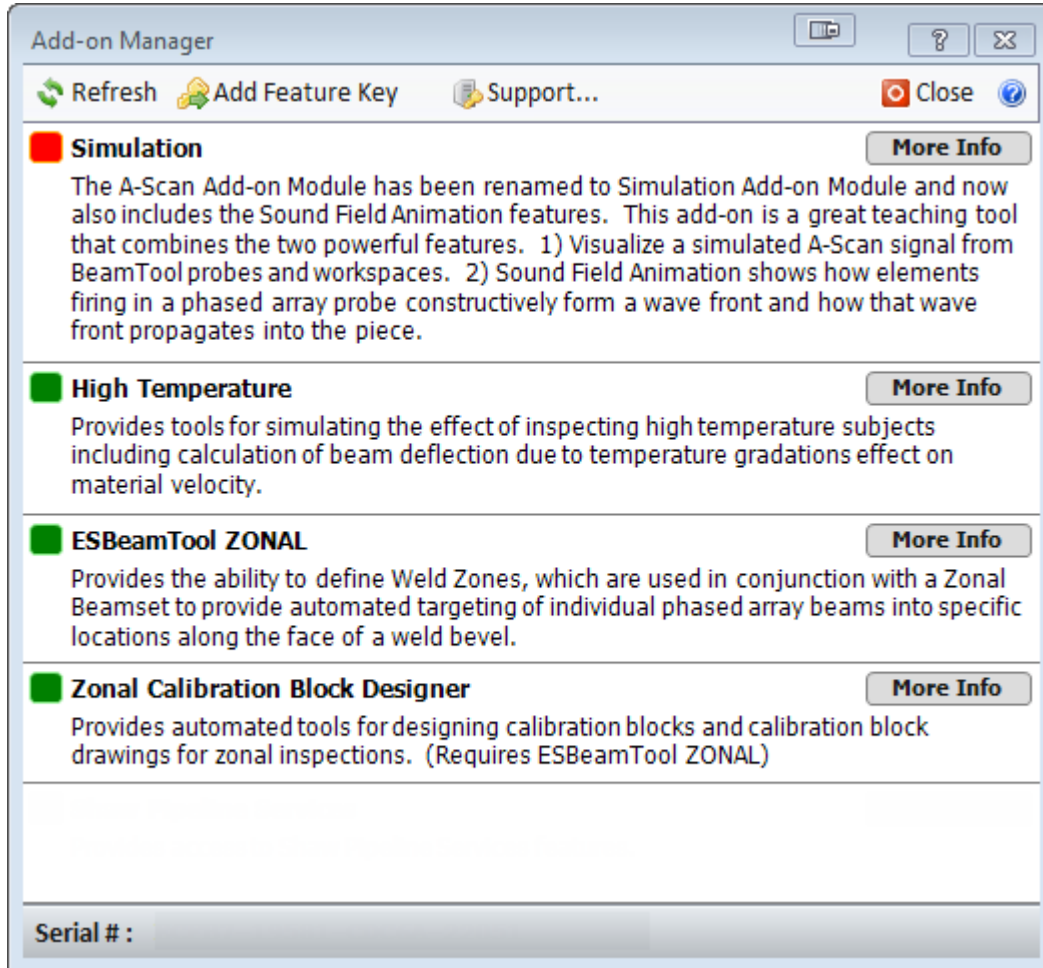 Add-on Manager
Refresh Add Feature Key Support... Close
Simulation More Info
The A-Scan Add-on Module has been renamed to Simulation Add-on Module and now
also includes the Sound Field Animation features.  This add-on is a great teaching tool
that combines the two powerful features.  1) Visualize a simulated A-Scan signal from
BeamTool probes and workspaces.  2) Sound Field Animation shows how elements
firing in a phased array probe constructively form a wave front and how that wave
front propagates into the piece.
High Temperature More Info
Provides tools for simulating the effect of inspecting high temperature subjects
including calculation of beam deflection due to temperature gradations effect on
material velocity.
ESBeamTool ZONAL More Info
Provides the ability to define Weld Zones, which are used in conjunction with a Zonal
Beamset to provide automated targeting of individual phased array beams into specific
locations along the face of a weld bevel.
Zonal Calibration Block Designer More Info
Provides automated tools for designing calibration blocks and calibration block
drawings for zonal inspections.  (Requires ESBeamTool ZONAL)
Serial # :